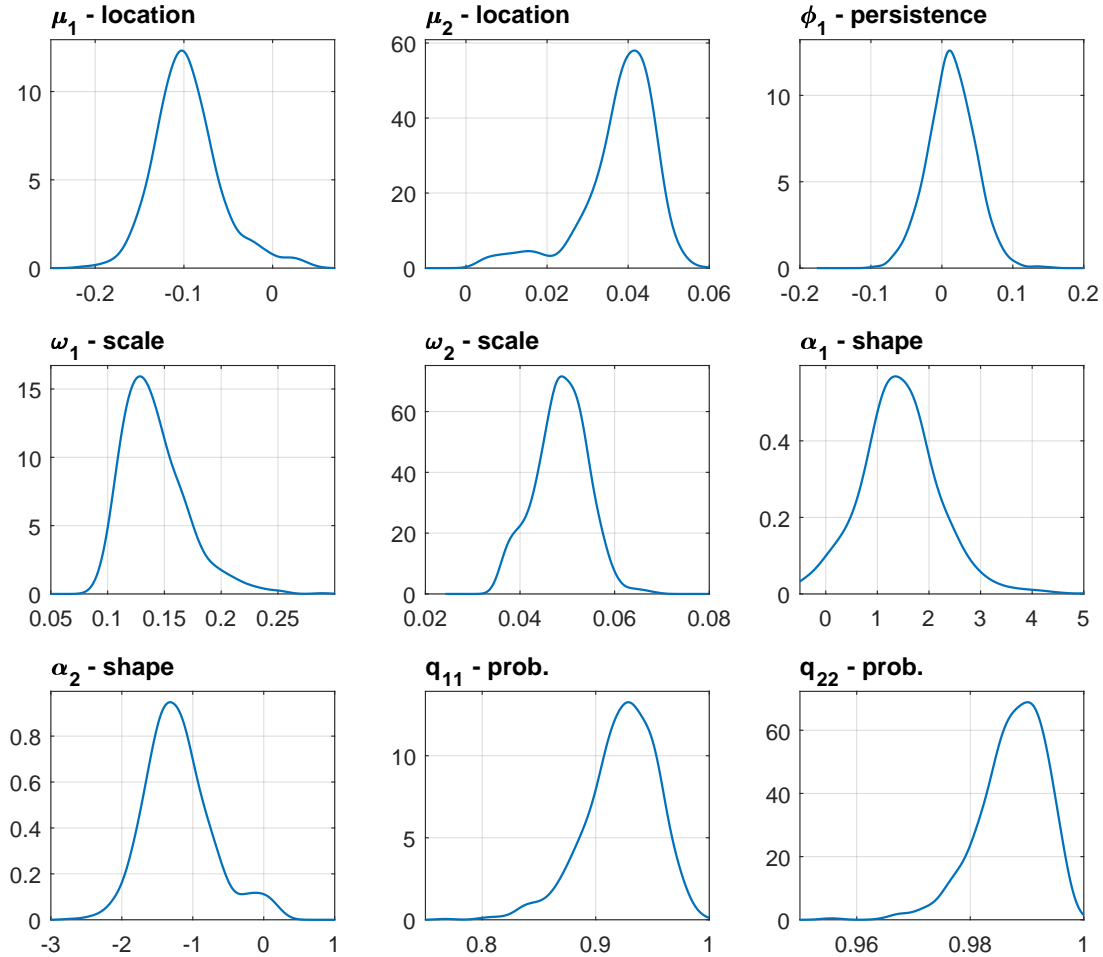 μ1 - location
μ2 - location
ϕ1 - persistence
10
5
0
-0.2 -0.1 0
60
40
20
0
0 0.02 0.04 0.06
10
5
0
-0.2 -0.1 0 0.1 0.2
ω1 - scale
ω2 - scale
α1 - shape
15
10
5
0
0.05 0.1 0.15 0.2 0.25
60
40
20
0
0.02 0.04 0.06 0.08
0.4
0.2
0
0 1 2 3 4 5
α2 - shape
q11 - prob.
q22 - prob.
0.8
0.6
0.4
0.2
0
-3 -2 -1 0 1
10
5
0
0.8 0.9 1
60
40
20
0
0.96 0.98 1